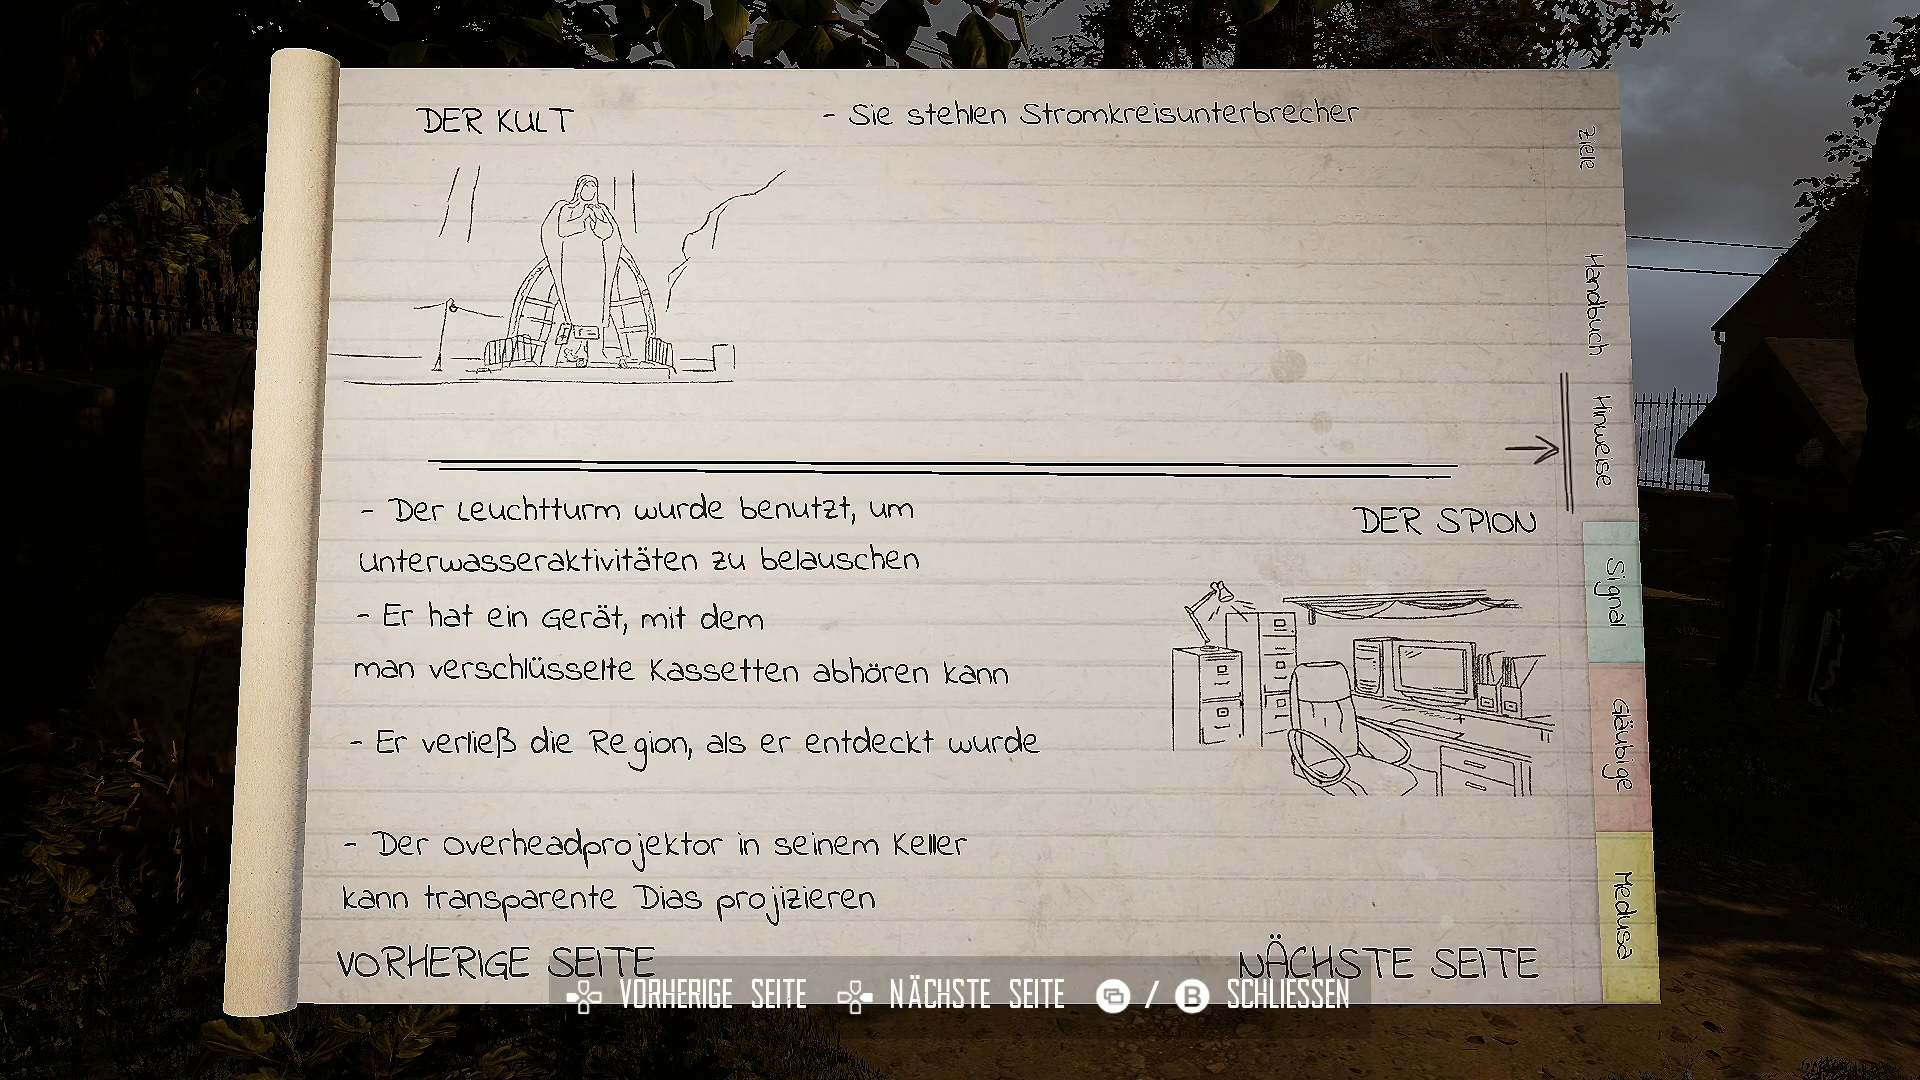 DER KULT
- Sie stehlen Stromkreisunterbrecher
- Der Leuchtturm wurde benutzt, um
Unterwasseraktivitäten zu belauschen
- Er hat ein Gerät, mit dem
man verschlüsselte Kassetten abhören kann
- Er verließ die Region, als er entdeckt wurde
- Der Overheadprojektor in seinem Keller
kann transparente Dias projizieren
DER SPION
VORHERIGE SEITE
NÄCHSTE SEITE
Ziele
Handbuch
Hinweise
Signal
Gäubige
Medusa
VORHERIGE SEITE
NÄCHSTE SEITE
/ B SCHLIESSEN